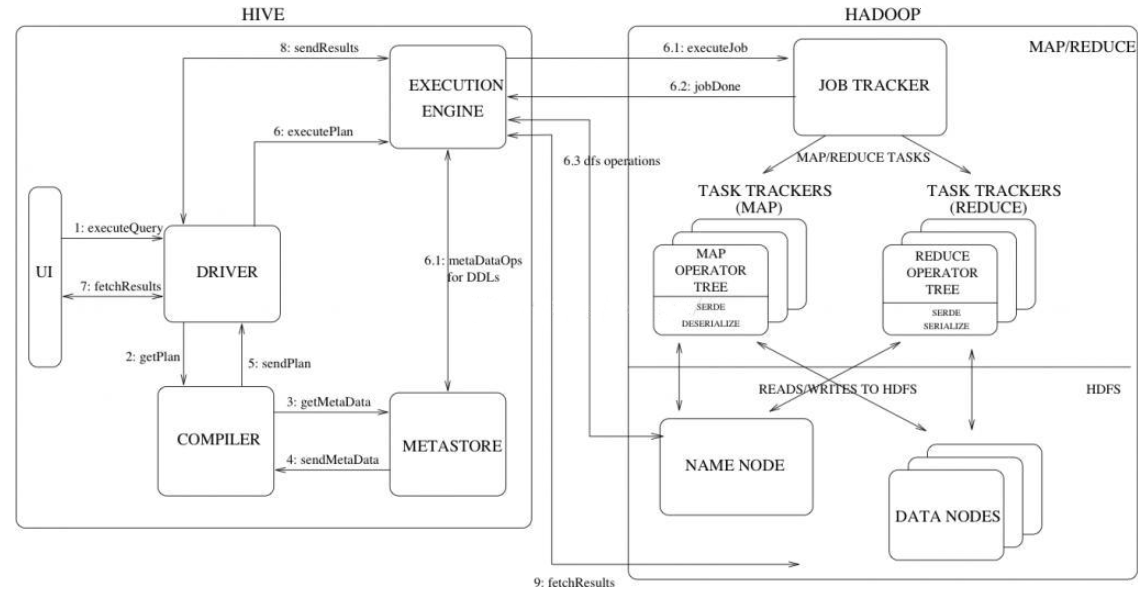 HIVE
HADOOP
MAP/REDUCE
8: sendResults
EXECUTION
ENGINE
6.1: executeJob
6.2: jobDone
JOB TRACKER
6: executePlan
6.3 dfs operations
MAP/REDUCE TASKS
TASK TRACKERS
(MAP)
TASK TRACKERS
(REDUCE)
UI
1: executeQuery
DRIVER
7: fetchResults
6.1: metaDataOps
for DDLs
MAP
OPERATOR
TREE
SERDE
DESERIALIZE
REDUCE
OPERATOR
TREE
SERDE
SERIALIZE
2: getPlan
5: sendPlan
READS/WRITES TO HDFS
HDFS
COMPILER
3: getMetaData
4: sendMetaData
METASTORE
NAME NODE
DATA NODES
9: fetchResults